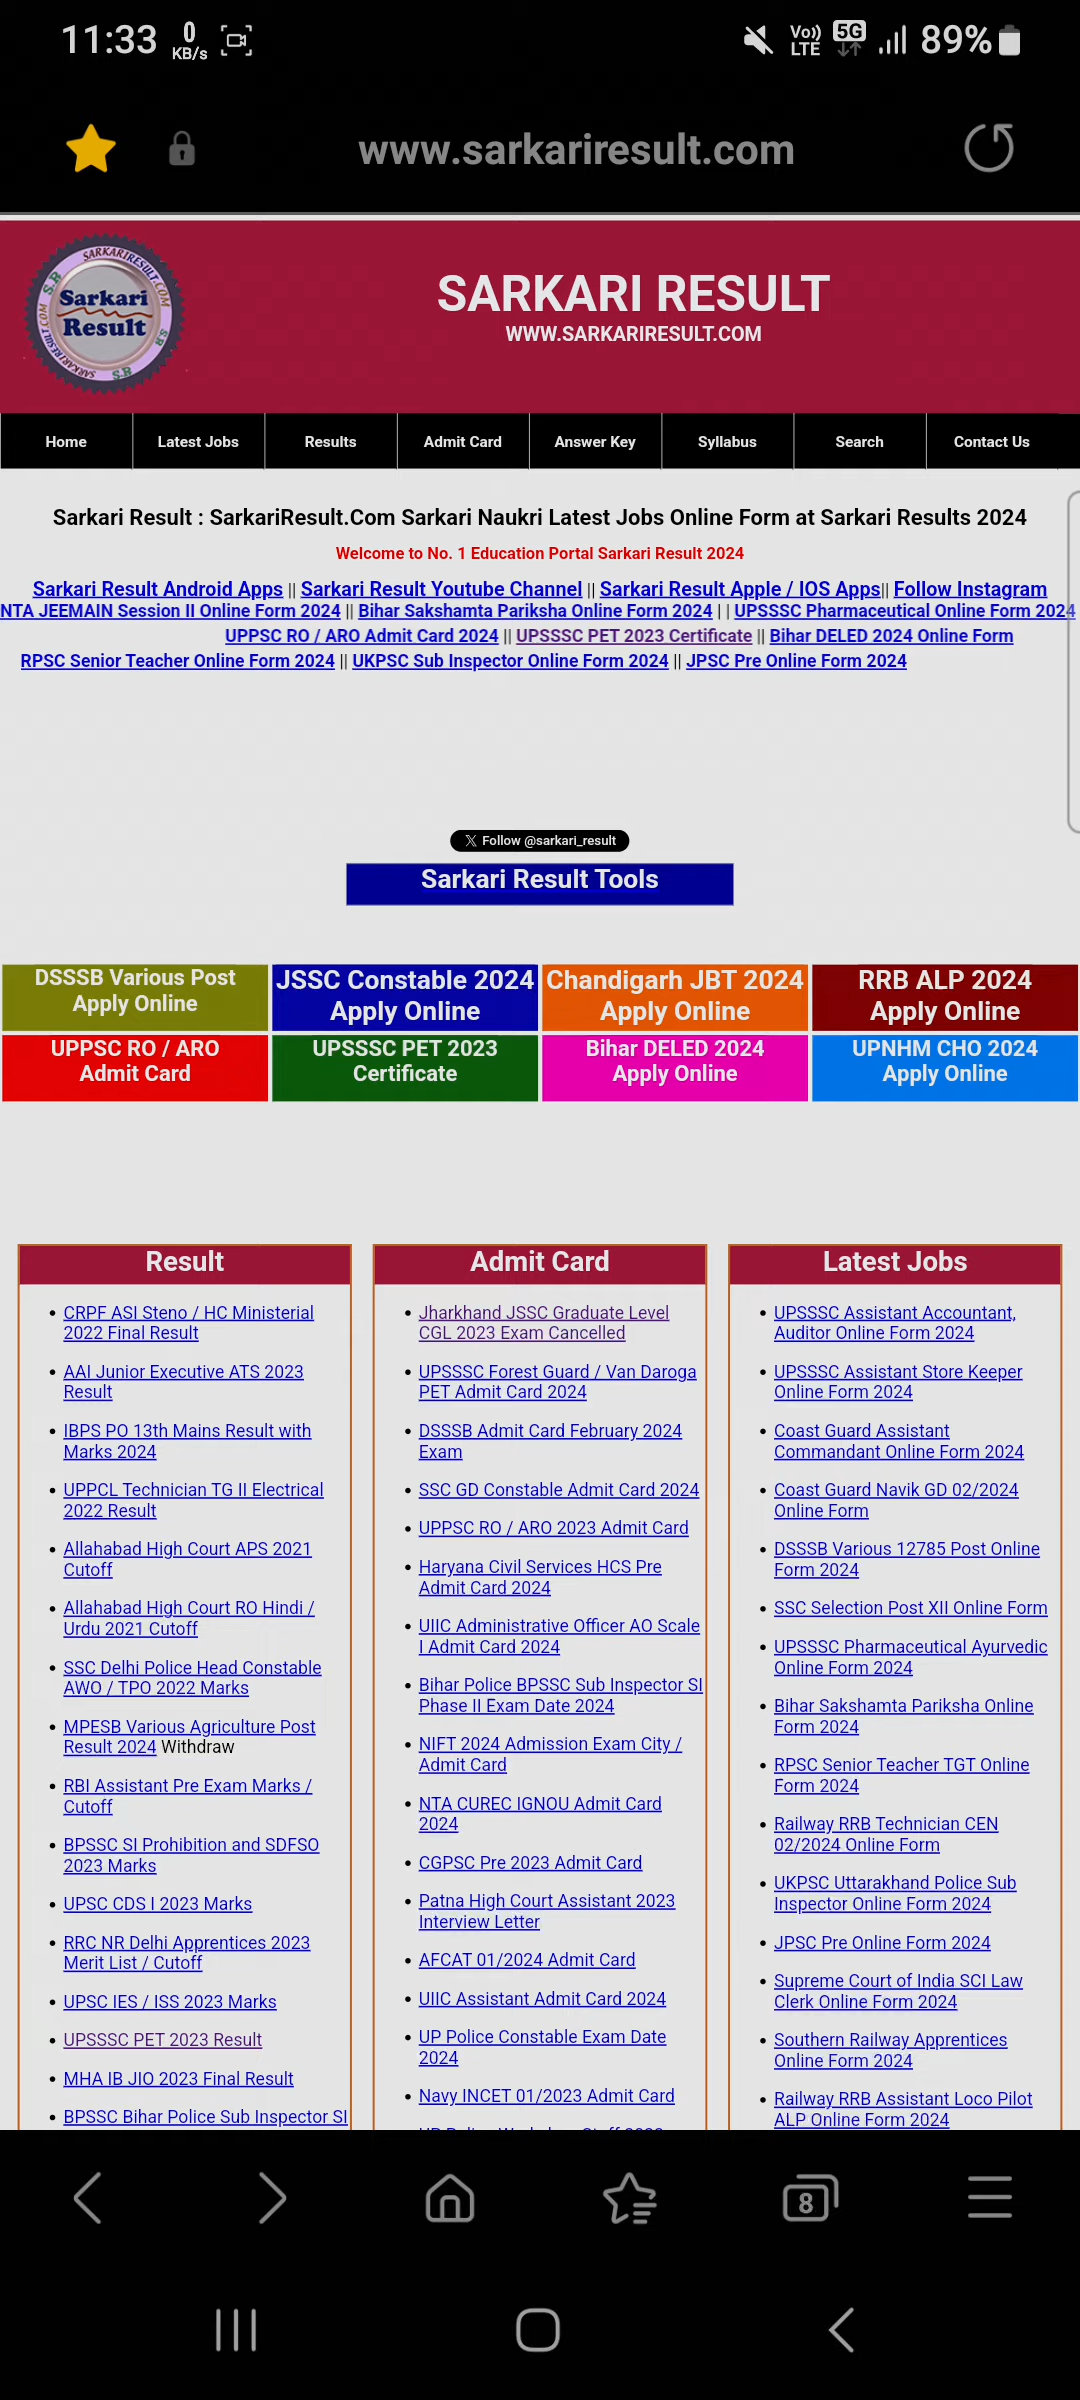 11:33 0 KB/s Vo)) LTE 5G 89%
www.sarkariresult.com
SARKARIRESULT.COM
S.R
Sarkari
Result
SARKARIRESULT.COM
S.R
S.R
SARKARI RESULT
WWW.SARKARIRESULT.COM
Home Latest Jobs Results Admit Card Answer Key Syllabus Search Contact Us
Sarkari Result : SarkariResult.Com Sarkari Naukri Latest Jobs Online Form at Sarkari Results 2024
Welcome to No. 1 Education Portal Sarkari Result 2024
Sarkari Result Android Apps || Sarkari Result Youtube Channel || Sarkari Result Apple / IOS Apps|| Follow Instagram
NTA JEEMAIN Session II Online Form 2024 || Bihar Sakshamta Pariksha Online Form 2024 | | UPSSSC Pharmaceutical Online Form 2024
UPPSC RO / ARO Admit Card 2024 || UPSSSC PET 2023 Certificate || Bihar DELED 2024 Online Form
RPSC Senior Teacher Online Form 2024 || UKPSC Sub Inspector Online Form 2024 || JPSC Pre Online Form 2024
X Follow @sarkari_result
Sarkari Result Tools
DSSSB Various Post
Apply Online
JSSC Constable 2024
Apply Online
Chandigarh JBT 2024
Apply Online
RRB ALP 2024
Apply Online
UPPSC RO / ARO
Admit Card
UPSSSC PET 2023
Certificate
Bihar DELED 2024
Apply Online
UPNHM CHO 2024
Apply Online
Result
CRPF ASI Steno / HC Ministerial
2022 Final Result
AAI Junior Executive ATS 2023
Result
IBPS PO 13th Mains Result with
Marks 2024
UPPCL Technician TG II Electrical
2022 Result
Allahabad High Court APS 2021
Cutoff
Allahabad High Court RO Hindi /
Urdu 2021 Cutoff
SSC Delhi Police Head Constable
AWO / TPO 2022 Marks
MPESB Various Agriculture Post
Result 2024 Withdraw
RBI Assistant Pre Exam Marks /
Cutoff
BPSSC SI Prohibition and SDFSO
2023 Marks
UPSC CDS I 2023 Marks
RRC NR Delhi Apprentices 2023
Merit List / Cutoff
UPSC IES / ISS 2023 Marks
UPSSSC PET 2023 Result
MHA IB JIO 2023 Final Result
BPSSC Bihar Police Sub Inspector SI
Admit Card
Jharkhand JSSC Graduate Level
CGL 2023 Exam Cancelled
UPSSSC Forest Guard / Van Daroga
PET Admit Card 2024
DSSSB Admit Card February 2024
Exam
SSC GD Constable Admit Card 2024
UPPSC RO / ARO 2023 Admit Card
Haryana Civil Services HCS Pre
Admit Card 2024
UIIC Administrative Officer AO Scale
I Admit Card 2024
Bihar Police BPSSC Sub Inspector SI
Phase II Exam Date 2024
NIFT 2024 Admission Exam City /
Admit Card
NTA CUREC IGNOU Admit Card
2024
CGPSC Pre 2023 Admit Card
Patna High Court Assistant 2023
Interview Letter
AFCAT 01/2024 Admit Card
UIIC Assistant Admit Card 2024
UP Police Constable Exam Date
2024
Navy INCET 01/2023 Admit Card
Latest Jobs
UPSSSC Assistant Accountant,
Auditor Online Form 2024
UPSSSC Assistant Store Keeper
Online Form 2024
Coast Guard Assistant
Commandant Online Form 2024
Coast Guard Navik GD 02/2024
Online Form
DSSSB Various 12785 Post Online
Form 2024
SSC Selection Post XII Online Form
UPSSSC Pharmaceutical Ayurvedic
Online Form 2024
Bihar Sakshamta Pariksha Online
Form 2024
RPSC Senior Teacher TGT Online
Form 2024
Railway RRB Technician CEN
02/2024 Online Form
UKPSC Uttarakhand Police Sub
Inspector Online Form 2024
JPSC Pre Online Form 2024
Supreme Court of India SCI Law
Clerk Online Form 2024
Southern Railway Apprentices
Online Form 2024
Railway RRB Assistant Loco Pilot
ALP Online Form 2024
8